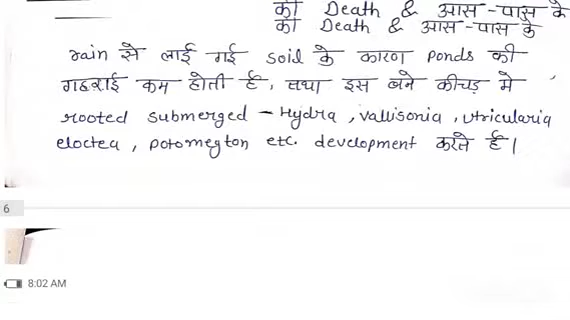 की Death & आस-पास के
की Death & आस-पास के
rain से लाई गई soil के कारण ponds की
गहराई कम होती है, तथा इस बने कीचड़ मे
rooted submerged - Hydra, vallisonia, utricularia
eloctea, potomegton etc. development करते है।
6
8:02 AM